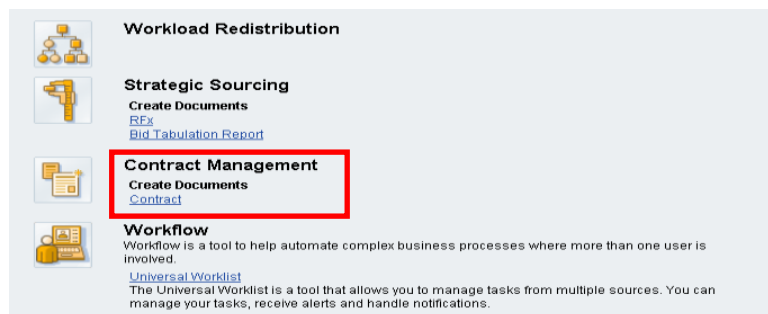 Workload Redistribution
Strategic Sourcing
Create Documents
RFx
Bid Tabulation Report
Contract Management
Create Documents
Contract
Workflow
Workflow is a tool to help automate complex business processes where more than one user is
involved.
Universal Worklist
The Universal Worklist is a tool that allows you to manage tasks from multiple sources. You can
manage your tasks, receive alerts and handle notifications.